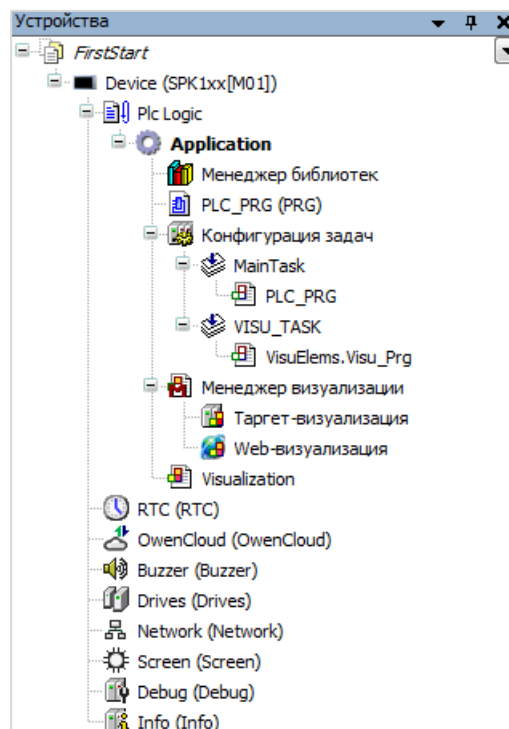 Устройства
FirstStart
Device (SPK1xx[M01])
Plc Logic
Application
Менеджер библиотек
PLC_PRG (PRG)
Конфигурация задач
MainTask
PLC_PRG
VISU_TASK
VisuElems.Visu_Prg
Менеджер визуализации
Таргет-визуализация
Web-визуализация
Visualization
RTC (RTC)
OwenCloud (OwenCloud)
Buzzer (Buzzer)
Drives (Drives)
Network (Network)
Screen (Screen)
Debug (Debug)
Info (Info)